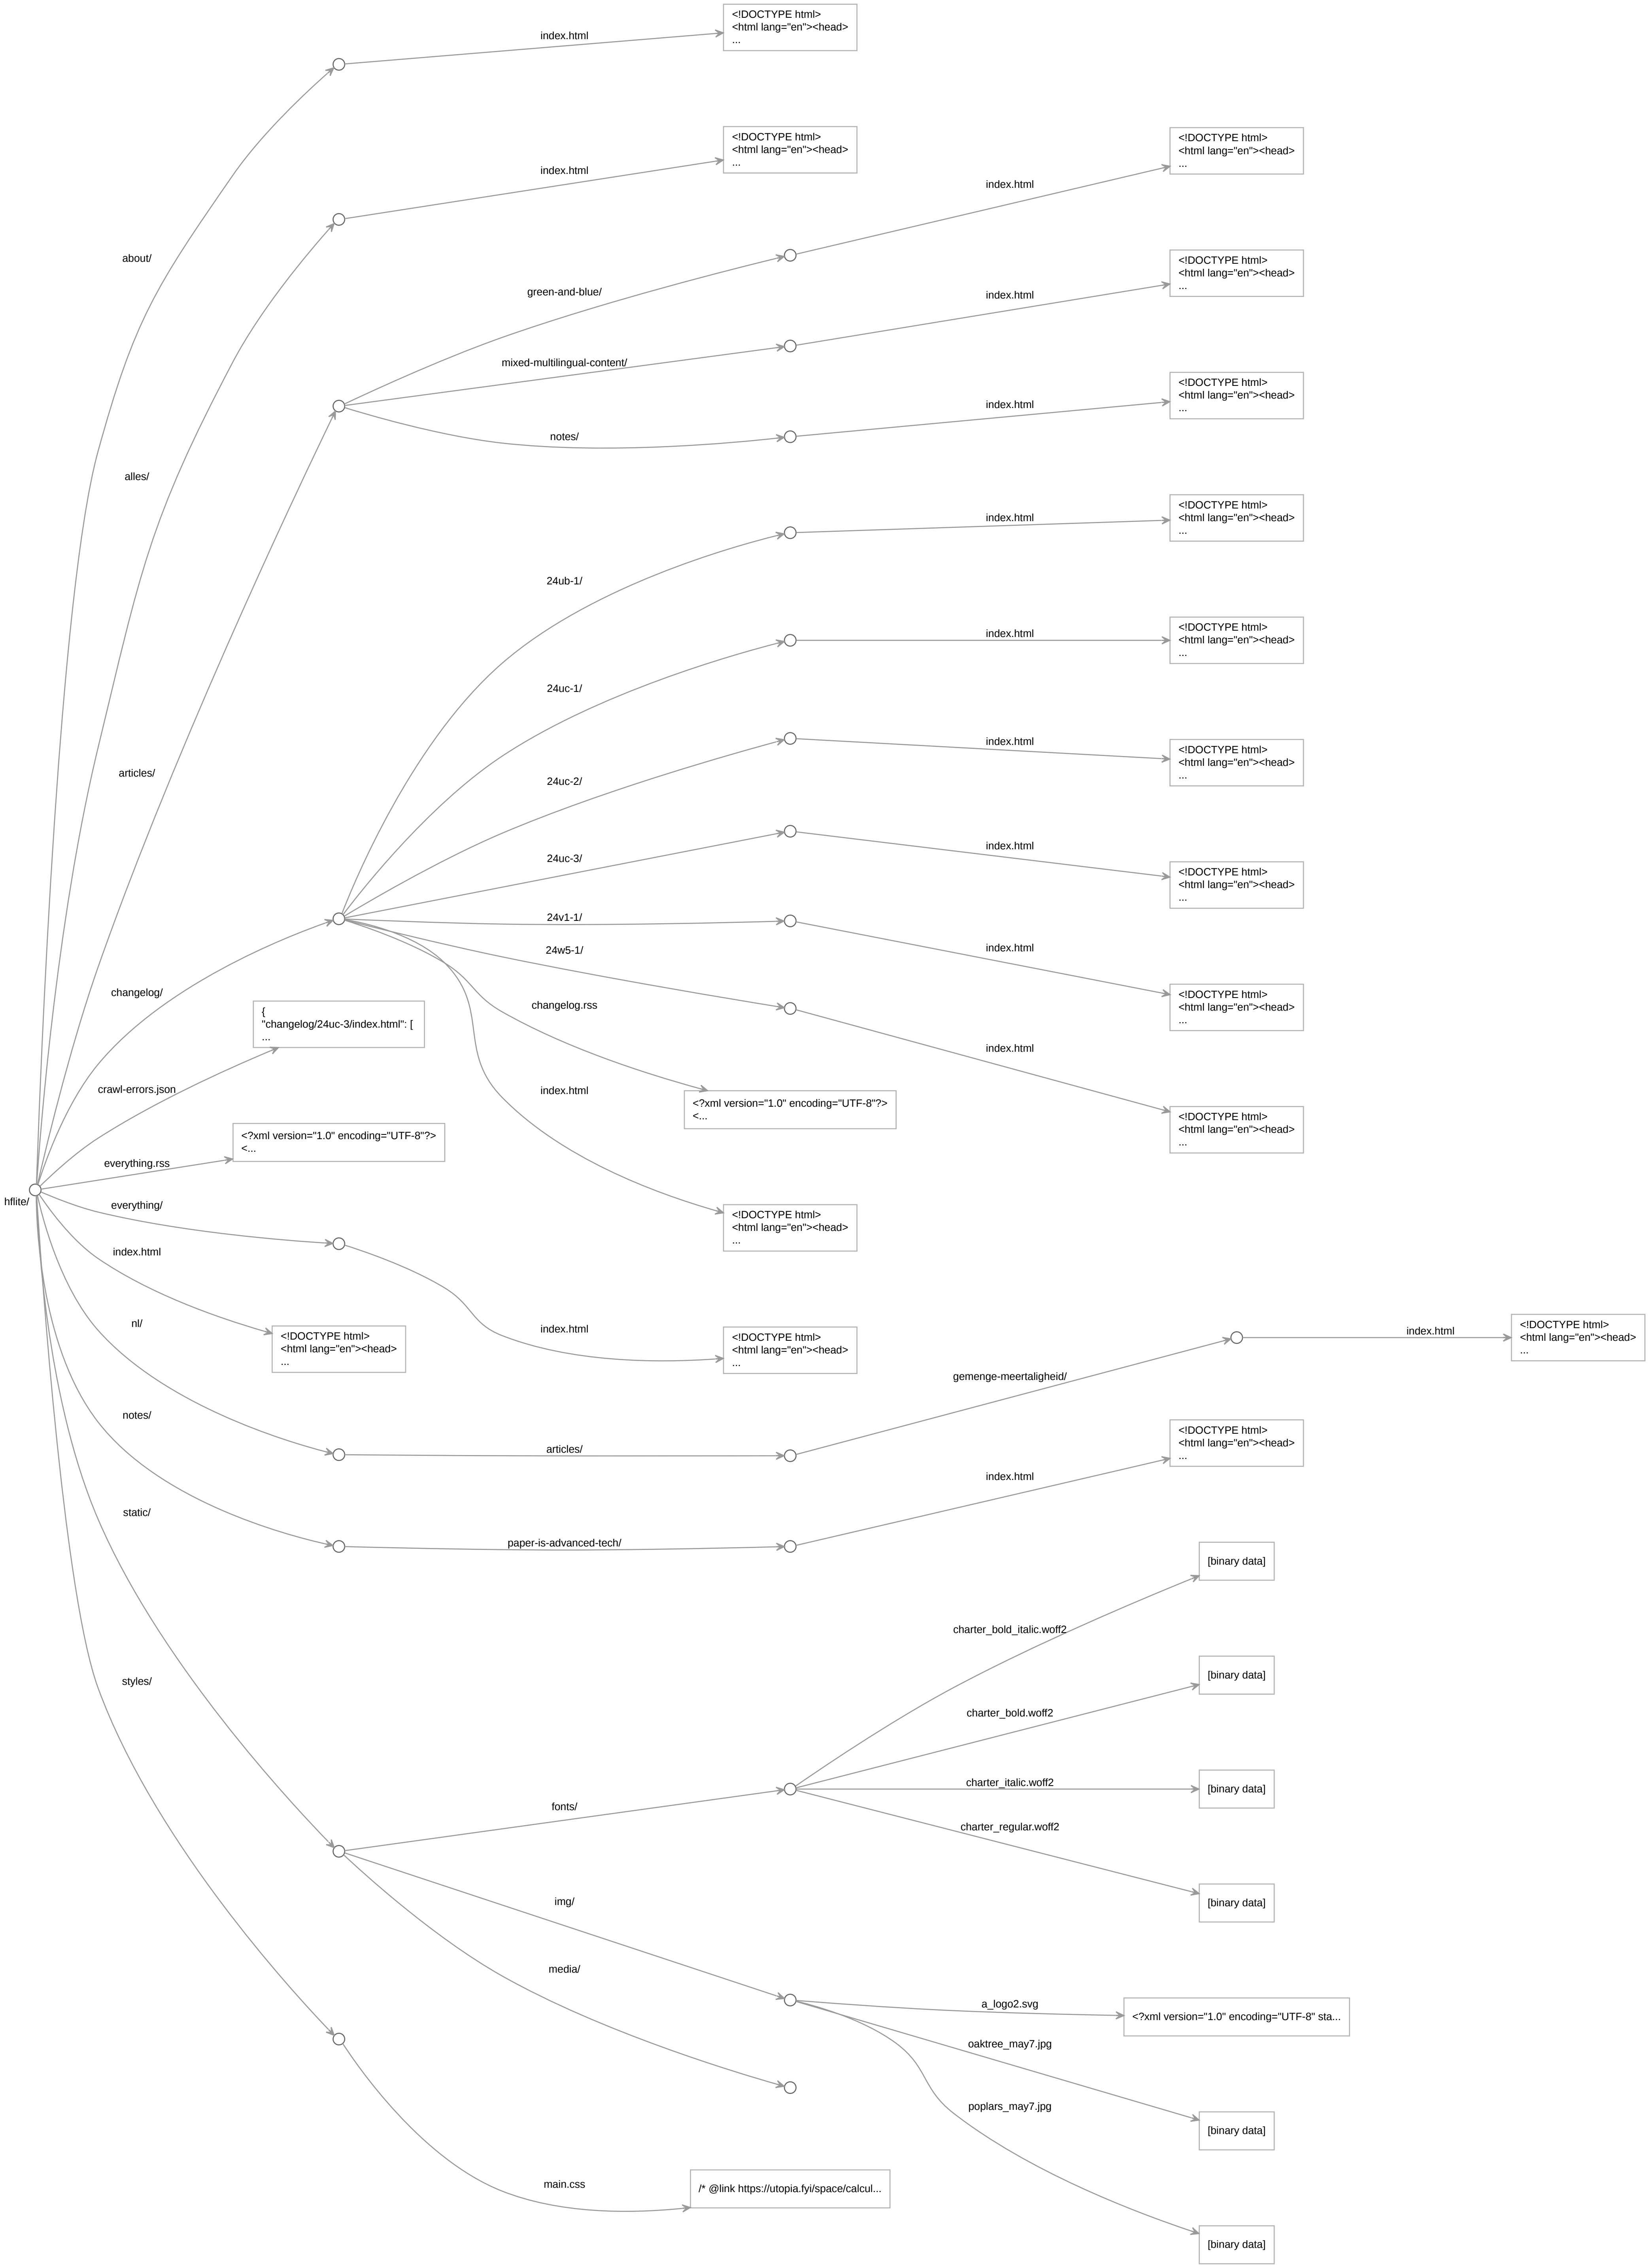 hflite/
about/
index.html
<!DOCTYPE html>
<html lang="en"><head>
...
alles/
index.html
<!DOCTYPE html>
<html lang="en"><head>
...
articles/
green-and-blue/
index.html
<!DOCTYPE html>
<html lang="en"><head>
...
mixed-multilingual-content/
index.html
<!DOCTYPE html>
<html lang="en"><head>
...
notes/
index.html
<!DOCTYPE html>
<html lang="en"><head>
...
changelog/
24ub-1/
index.html
<!DOCTYPE html>
<html lang="en"><head>
...
24uc-1/
index.html
<!DOCTYPE html>
<html lang="en"><head>
...
24uc-2/
index.html
<!DOCTYPE html>
<html lang="en"><head>
...
24uc-3/
index.html
<!DOCTYPE html>
<html lang="en"><head>
...
24v1-1/
index.html
<!DOCTYPE html>
<html lang="en"><head>
...
24w5-1/
index.html
<!DOCTYPE html>
<html lang="en"><head>
...
changelog.rss
<?xml version="1.0" encoding="UTF-8"?>
<...
index.html
<!DOCTYPE html>
<html lang="en"><head>
...
crawl-errors.json
{
"changelog/24uc-3/index.html": [
...
everything.rss
<?xml version="1.0" encoding="UTF-8"?>
<...
everything/
index.html
<!DOCTYPE html>
<html lang="en"><head>
...
index.html
<!DOCTYPE html>
<html lang="en"><head>
...
nl/
articles/
gemenge-meertaligheid/
index.html
<!DOCTYPE html>
<html lang="en"><head>
...
notes/
paper-is-advanced-tech/
index.html
<!DOCTYPE html>
<html lang="en"><head>
...
static/
fonts/
charter_bold_italic.woff2
[binary data]
charter_bold.woff2
[binary data]
charter_italic.woff2
[binary data]
charter_regular.woff2
[binary data]
img/
a_logo2.svg
<?xml version="1.0" encoding="UTF-8" sta...
oaktree_may7.jpg
[binary data]
poplars_may7.jpg
[binary data]
media/
styles/
main.css
/* @link https://utopia.fyi/space/calcul...